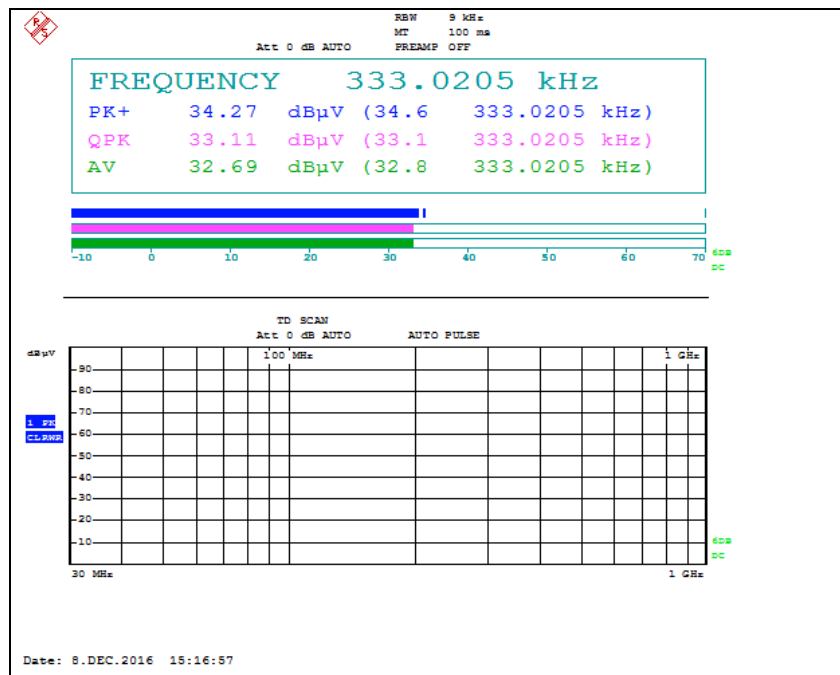 R S
RBW 9 kHz
MT 100 ms
Att 0 dB AUTO PREAMP OFF
FREQUENCY 333.0205 kHz
PK+ 34.27 dBµV (34.6 333.0205 kHz)
QPK 33.11 dBµV (33.1 333.0205 kHz)
AV 32.69 dBµV (32.8 333.0205 kHz)
-10 0 10 20 30 40 50 60 70
6DB
DC
TD SCAN
Att 0 dB AUTO AUTO PULSE
dBµV
100 MHz 1 GHz
90
80
70
1 PK
CLRWR
60
50
40
30
20
10
6DB
DC
30 MHz 1 GHz
Date: 8.DEC.2016 15:16:57